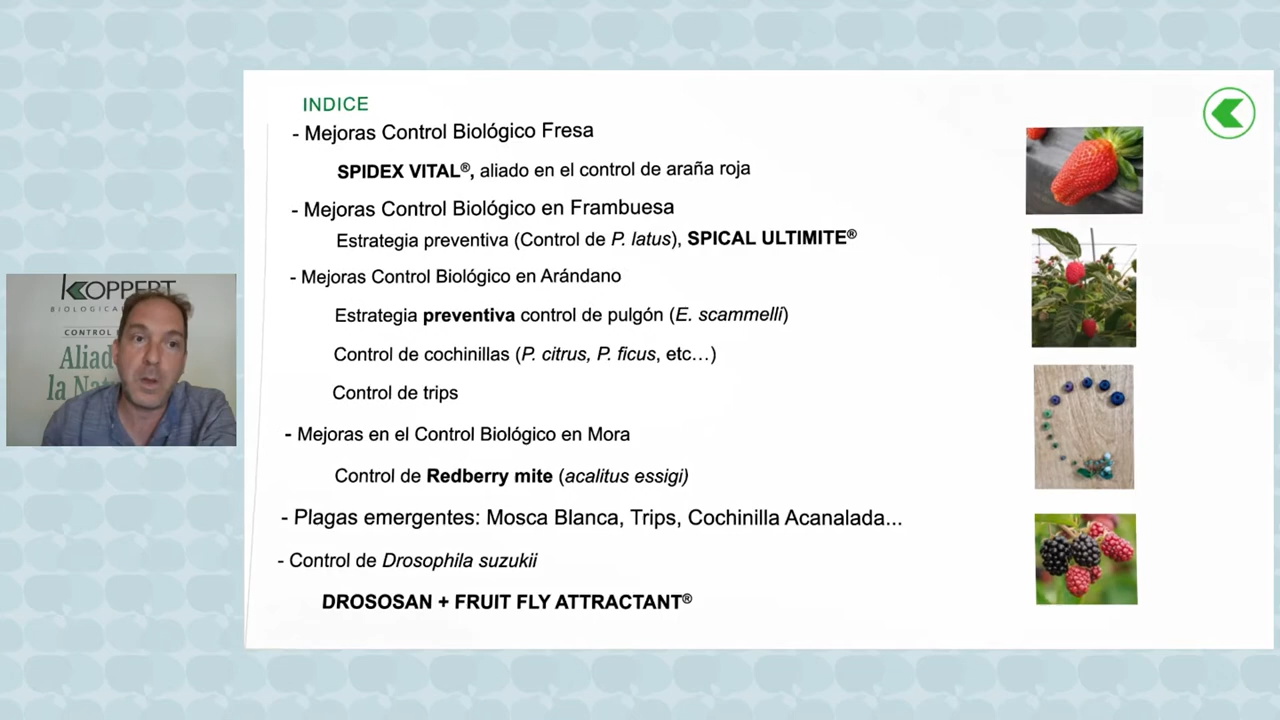 INDICE
- Mejoras Control Biológico Fresa
SPIDEX VITAL®, aliado en el control de araña roja
- Mejoras Control Biológico en Frambuesa
Estrategia preventiva (Control de P. latus), SPICAL ULTIMITE®
- Mejoras Control Biológico en Arándano
Estrategia preventiva control de pulgón (E. scammelli)
Control de cochinillas (P. citrus, P. ficus, etc...)
Control de trips
- Mejoras en el Control Biológico en Mora
Control de Redberry mite (acalitus essigi)
- Plagas emergentes: Mosca Blanca, Trips, Cochinilla Acanalada...
- Control de Drosophila suzukii
DROSOSAN + FRUIT FLY ATTRACTANT®
KOPPERT
BIOLOGICAL
CONTROL
Aliad
la Nat